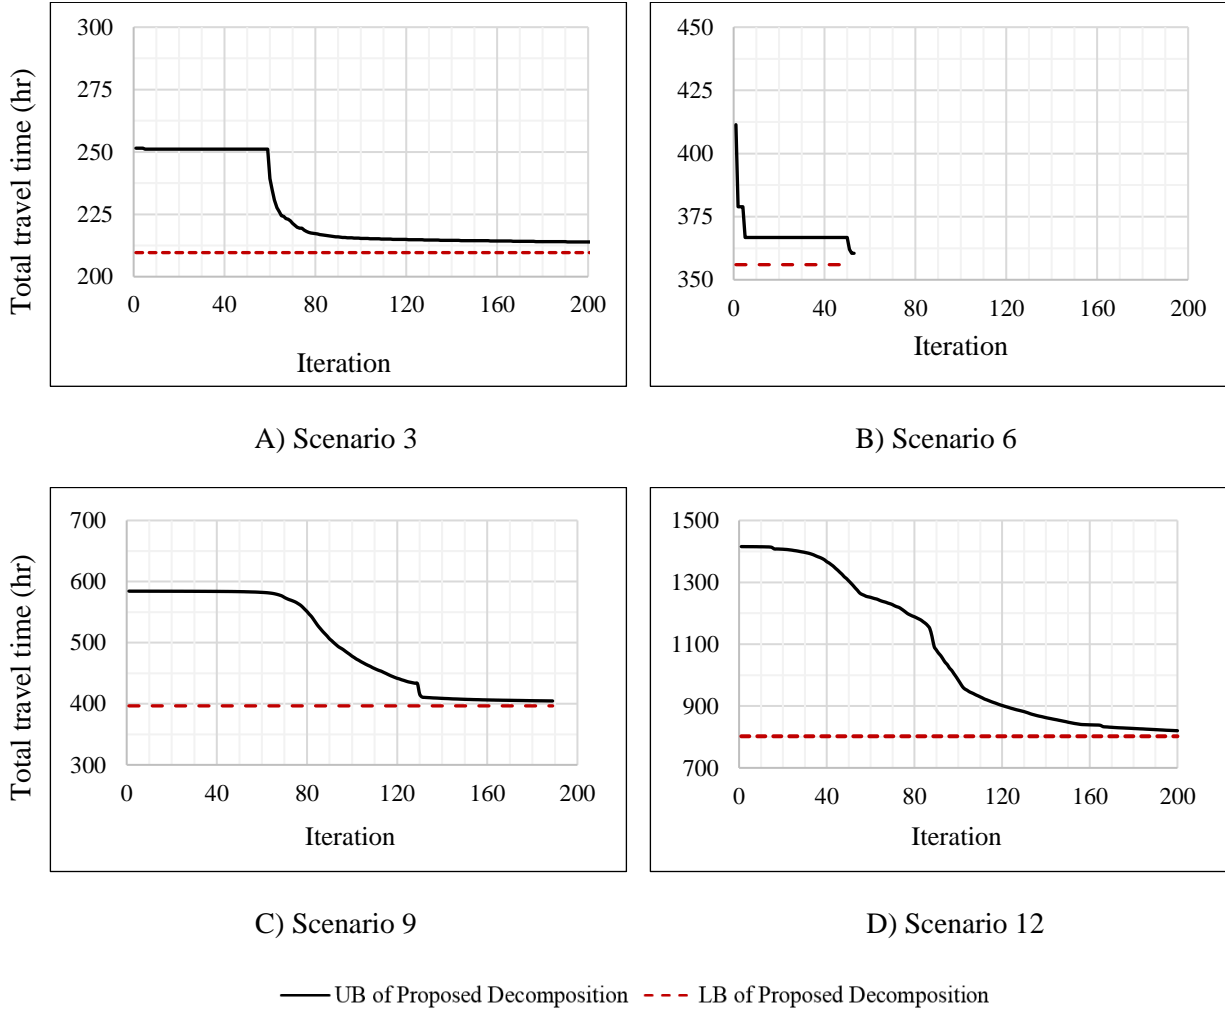 300
275
250
225
200
0 40 80 120 160 200
Total travel time (hr)
Iteration
A) Scenario 3
450
425
400
375
350
0 40 80 120 160 200
Iteration
B) Scenario 6
700
600
500
400
300
0 40 80 120 160 200
Total travel time (hr)
Iteration
C) Scenario 9
1500
1300
1100
900
700
0 40 80 120 160 200
Iteration
D) Scenario 12
UB of Proposed Decomposition LB of Proposed Decomposition